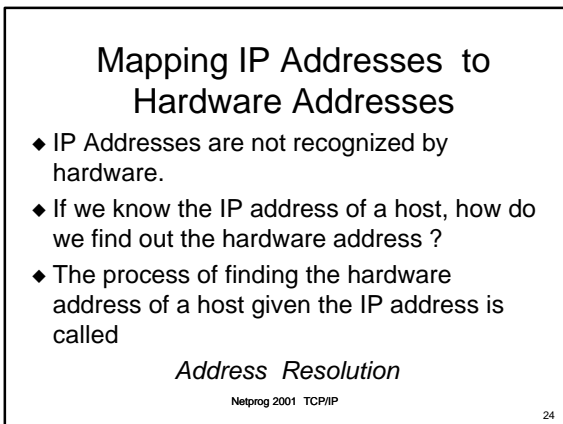 Mapping IP Addresses to
Hardware Addresses
◆ IP Addresses are not recognized by
hardware.
◆ If we know the IP address of a host, how do
we find out the hardware address ?
◆ The process of finding the hardware
address of a host given the IP address is
called
Address Resolution
Netprog 2001 TCP/IP
24